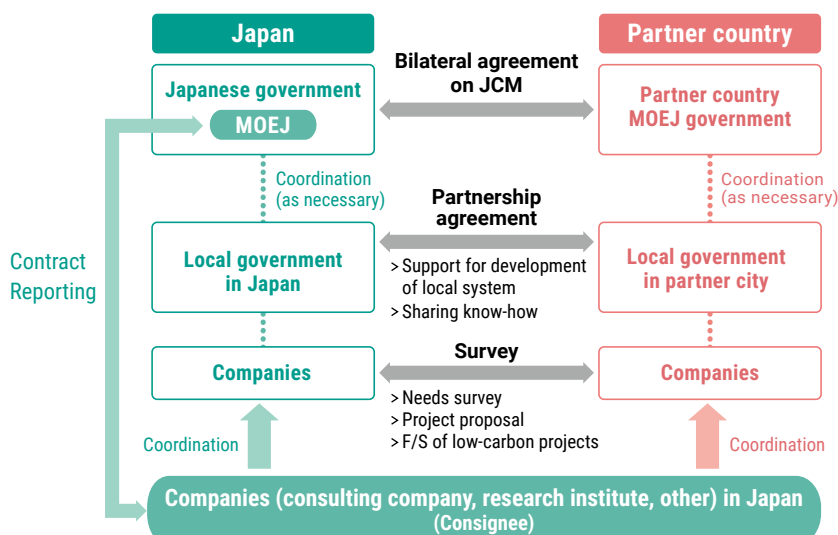 Japan
Partner country
Bilateral agreement
on JCM
Japanese government
MOEJ
Partner country
MOEJ government
Coordination
(as necessary)
Coordination
(as necessary)
Partnership
agreement
Contract
Reporting
Local government
in Japan
> Support for development
of local system
> Sharing know-how
Local government
in partner city
Survey
Companies
> Needs survey
> Project proposal
> F/S of low-carbon projects
Companies
Coordination
Coordination
Companies (consulting company, research institute, other) in Japan
(Consignee)